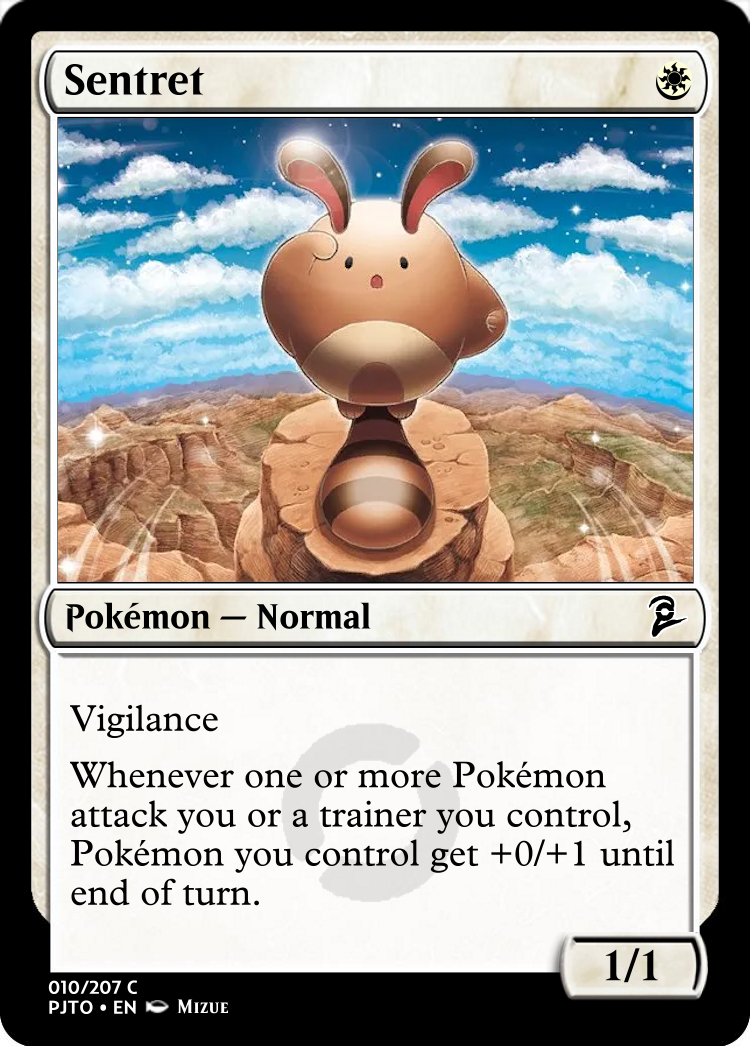 Sentret
Pokémon — Normal
Vigilance
Whenever one or more Pokémon
attack you or a trainer you control,
Pokémon you control get +0/+1 until
end of turn.
1/1
010/207 C
PJTO • EN Mizue